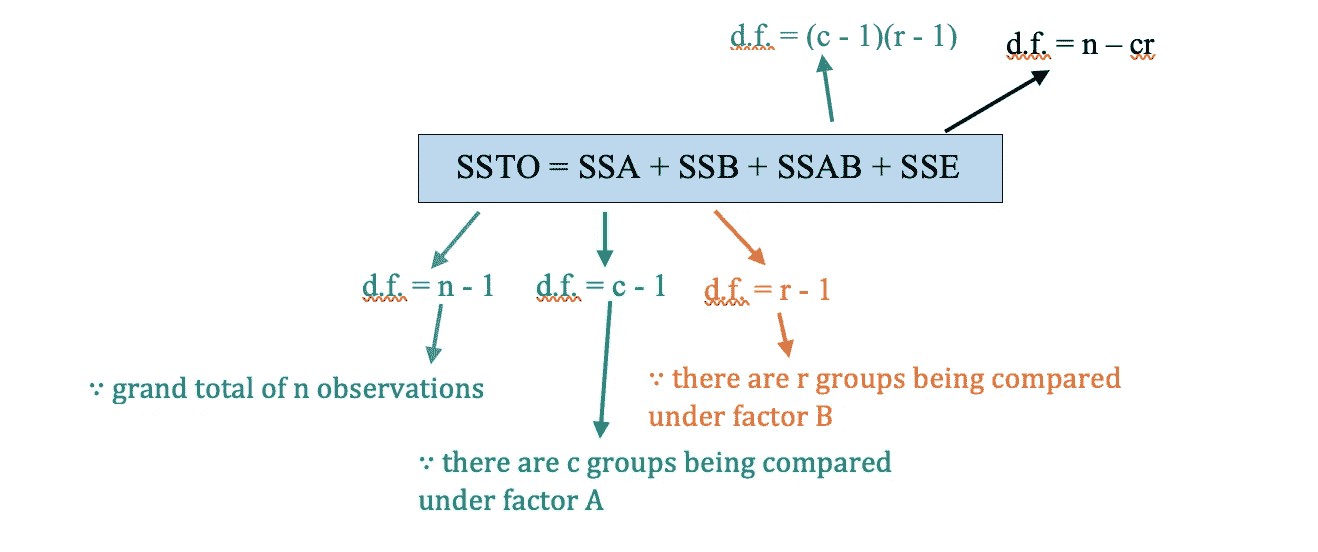 d.f. = (c - 1)(r - 1)
d.f. = n – cr
SSTO = SSA + SSB + SSAB + SSE
d.f. = n - 1
d.f. = c - 1
d.f. = r - 1
∵ grand total of n observations
∵ there are r groups being compared
under factor B
∵ there are c groups being compared
under factor A